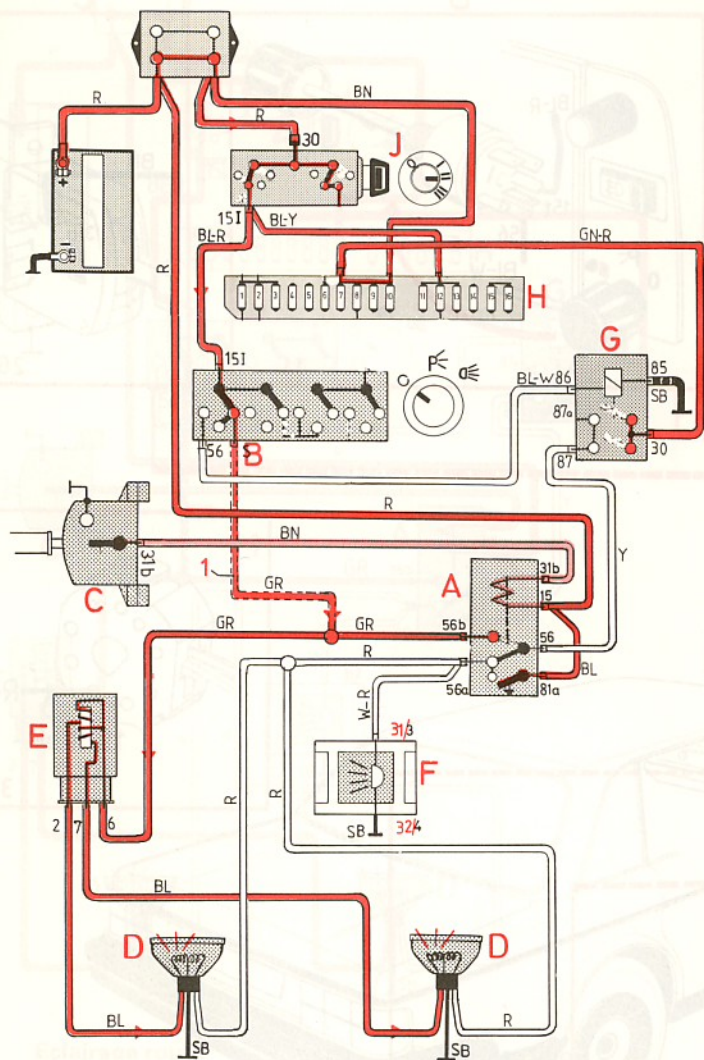 R
BN
R
30
J
O I II
+
−
15I
BL-Y
BL-R
GN-R
R
1 2 3 4 5 6 7 8 9 10 11 12 13 14 15 16
H
G
15I
P
BL-W 86
85
SB
87a
56
S
B
87
30
R
BN
Y
31b
C
1
A
31b
15
GR
GR
GR
56b
56
R
56a
BL
81a
W-R
E
31/3
F
R
R
2
7
6
SB
32/4
BL
D
D
BL
R
SB
SB